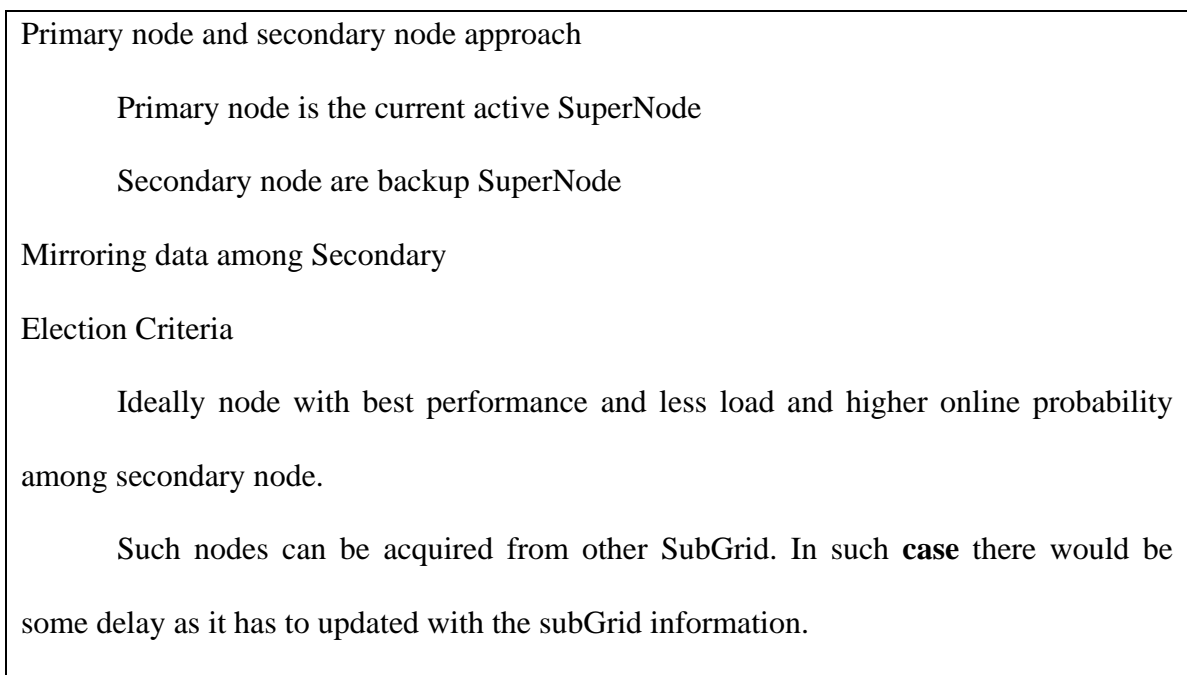 Primary node and secondary node approach
Primary node is the current active SuperNode
Secondary node are backup SuperNode
Mirroring data among Secondary
Election Criteria
Ideally node with best performance and less load and higher online probability
among secondary node.
Such nodes can be acquired from other SubGrid. In such case there would be
some delay as it has to updated with the subGrid information.